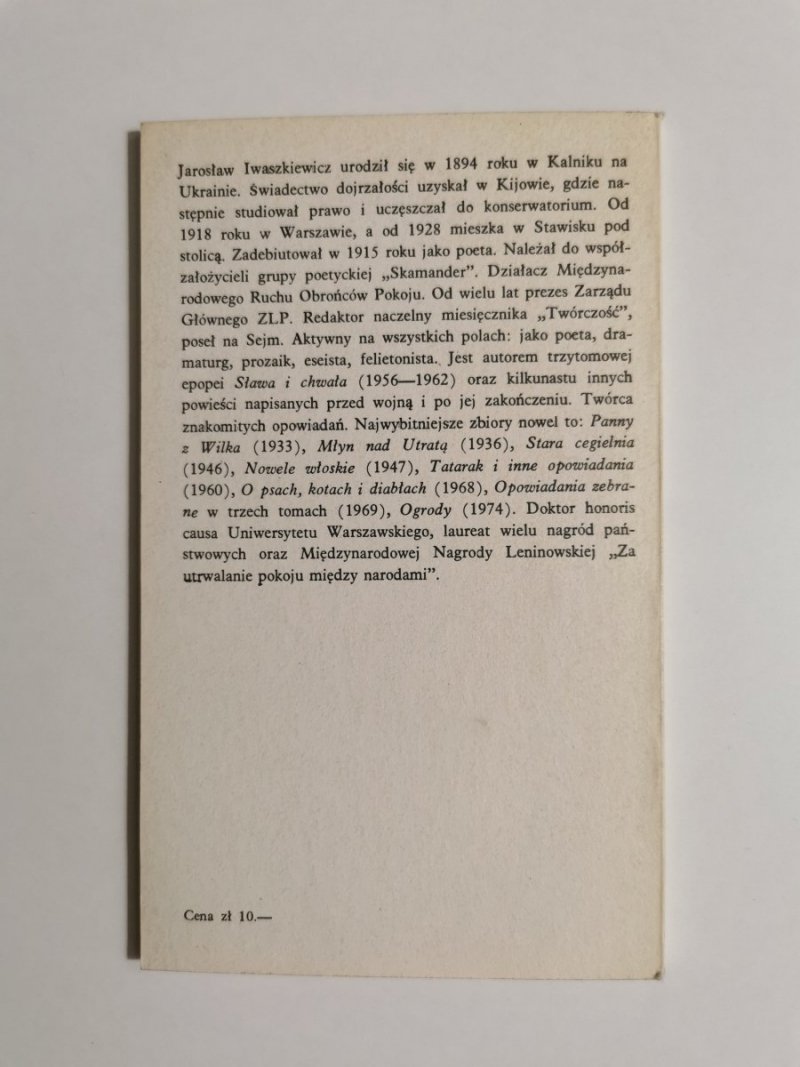 Jarosław Iwaszkiewicz urodził się w 1894 roku w Kalniku na
Ukrainie. Świadectwo dojrzałości uzyskał w Kijowie, gdzie na-
stępnie studiował prawo i uczęszczał do konserwatorium. Od
1918 roku w Warszawie, a od 1928 mieszka w Stawisku pod
stolicą. Zadebiutował w 1915 roku jako poeta. Należał do współ-
założycieli grupy poetyckiej „Skamander”. Działacz Międzyna-
rodowego Ruchu Obrońców Pokoju. Od wielu lat prezes Zarządu
Głównego ZLP. Redaktor naczelny miesięcznika „Twórczość”,
poseł na Sejm. Aktywny na wszystkich polach: jako poeta, dra-
maturg, prozaik, eseista, felietonista. Jest autorem trzytomowej
epopei Sława i chwała (1956—1962) oraz kilkunastu innych
powieści napisanych przed wojną i po jej zakończeniu. Twórca
znakomitych opowiadań. Najwybitniejsze zbiory nowel to: Panny
z Wilka (1933), Młyn nad Utratą (1936), Stara cegielnia
(1946), Nowele włoskie (1947), Tatarak i inne opowiadania
(1960), O psach, kotach i diabłach (1968), Opowiadania zebra-
ne w trzech tomach (1969), Ogrody (1974). Doktor honoris
causa Uniwersytetu Warszawskiego, laureat wielu nagród pań-
stwowych oraz Międzynarodowej Nagrody Leninowskiej „Za
utrwalanie pokoju między narodami”.
Cena zł 10.—